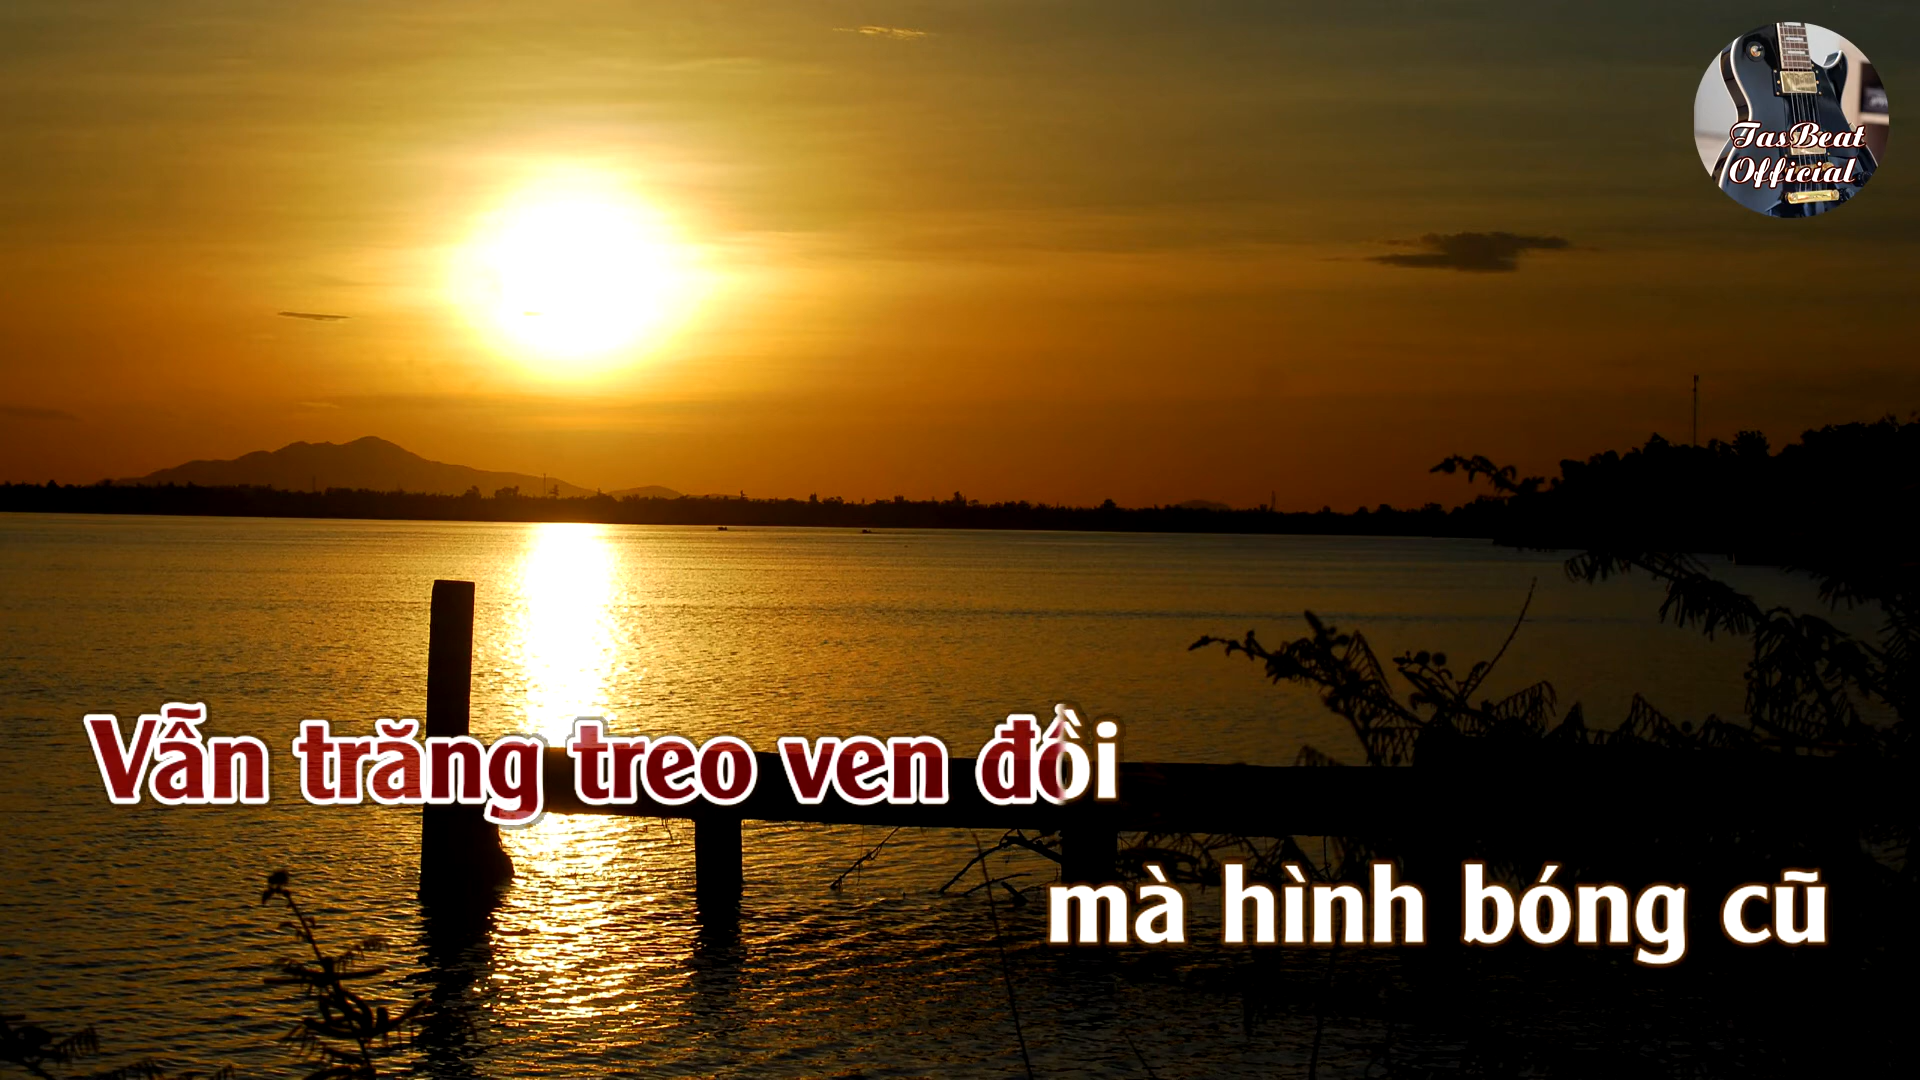 TasBeat
Official
Vẫn trăng treo ven đồi
mà hình bóng cũ